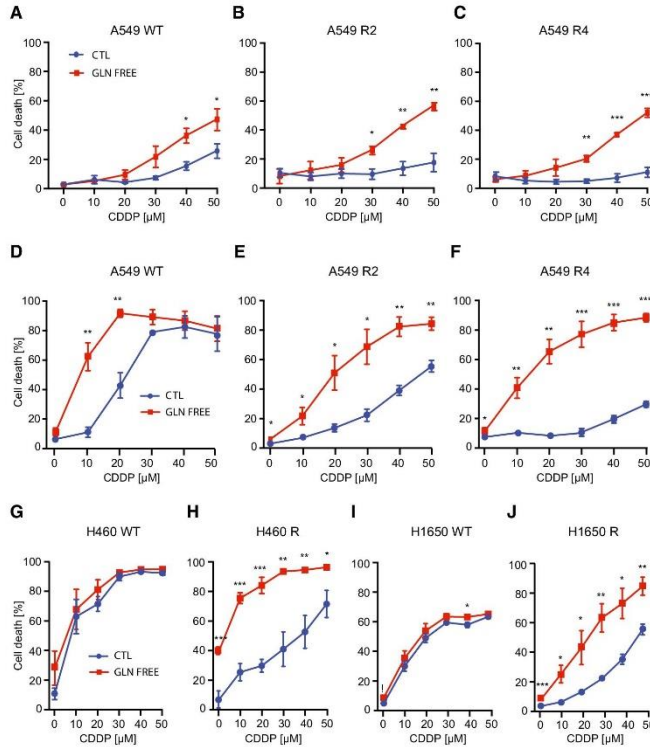 A
A549 WT
B
A549 R2
C
A549 R4
Cell death [%]
100
80
60
40
20
0
CTL
GLN FREE
*
*
0 10 20 30 40 50
CDDP [µM]
100
80
60
40
20
0
*
**
**
0 10 20 30 40 50
CDDP [µM]
100
80
60
40
20
0
**
***
***
0 10 20 30 40 50
CDDP [µM]
D
A549 WT
E
A549 R2
F
A549 R4
Cell death [%]
100
80
60
40
20
0
**
**
CTL
GLN FREE
0 10 20 30 40 50
CDDP [µM]
100
80
60
40
20
0
*
*
*
*
**
**
0 10 20 30 40 50
CDDP [µM]
100
80
60
40
20
0
*
**
**
***
***
***
0 10 20 30 40 50
CDDP [µM]
G
H460 WT
H
H460 R
I
H1650 WT
J
H1650 R
Cell death [%]
100
80
60
40
20
0
CTL
GLN FREE
0 10 20 30 40 50
CDDP [µM]
100
80
60
40
20
0
***
***
***
**
**
*
0 10 20 30 40 50
CDDP [µM]
100
80
60
40
20
0
*
0 10 20 30 40 50
CDDP [µM]
100
80
60
40
20
0
***
*
*
**
*
**
0 10 20 30 40 50
CDDP [µM]